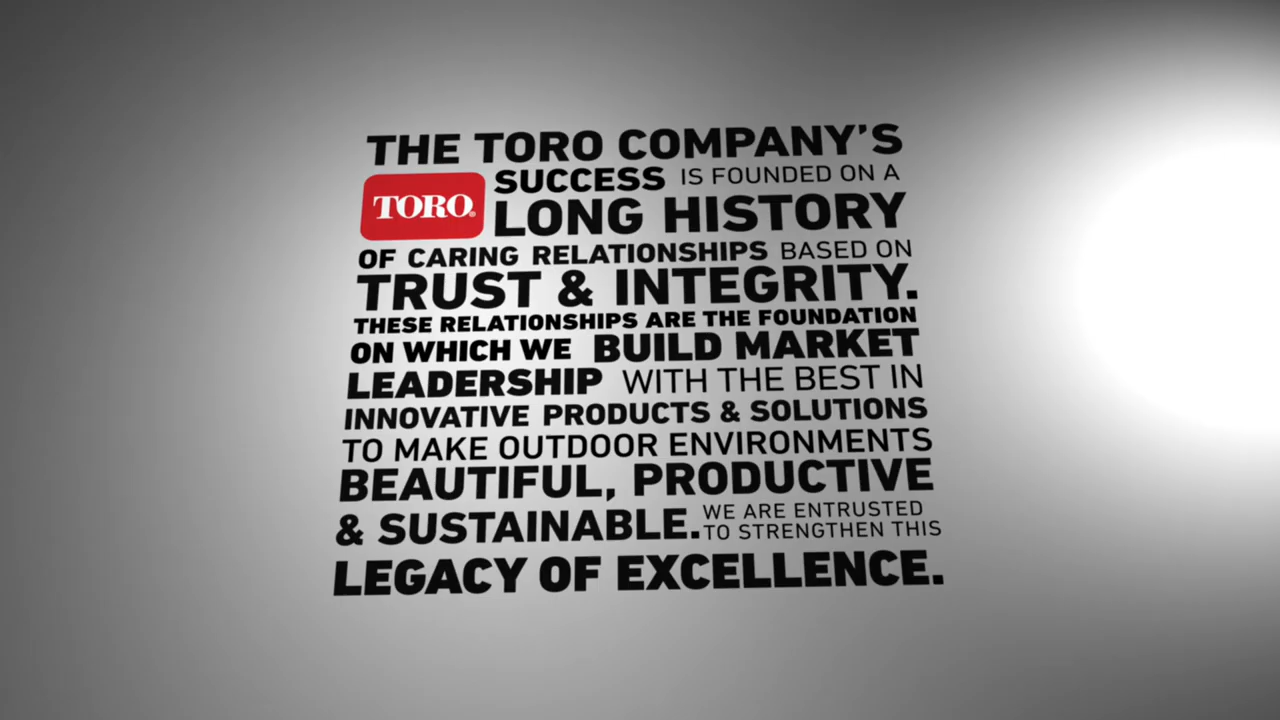 THE TORO COMPANY'S
TORO® SUCCESS IS FOUNDED ON A
LONG HISTORY
OF CARING RELATIONSHIPS BASED ON
TRUST & INTEGRITY.
THESE RELATIONSHIPS ARE THE FOUNDATION
ON WHICH WE BUILD MARKET
LEADERSHIP WITH THE BEST IN
INNOVATIVE PRODUCTS & SOLUTIONS
TO MAKE OUTDOOR ENVIRONMENTS
BEAUTIFUL, PRODUCTIVE
& SUSTAINABLE. WE ARE ENTRUSTED
TO STRENGTHEN THIS
LEGACY OF EXCELLENCE.